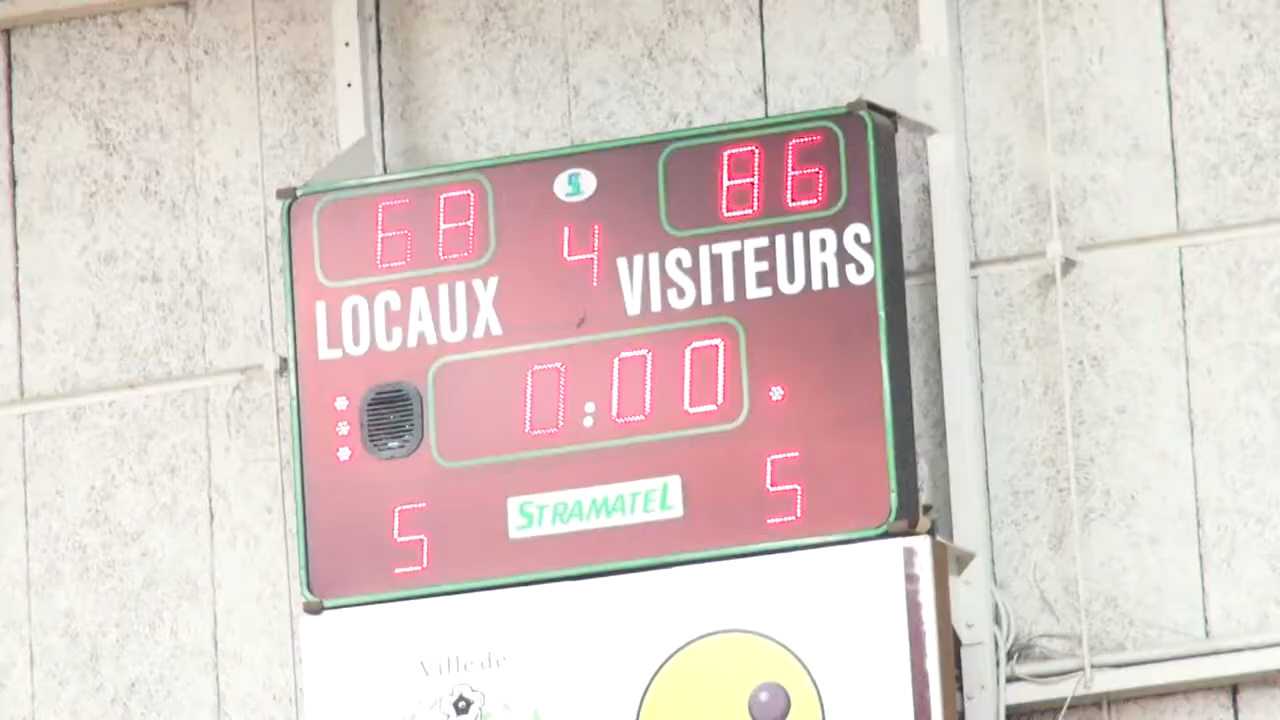 68 S 86
4
LOCAUX VISITEURS
0:00
5 STRAMATEL 5
Ville de